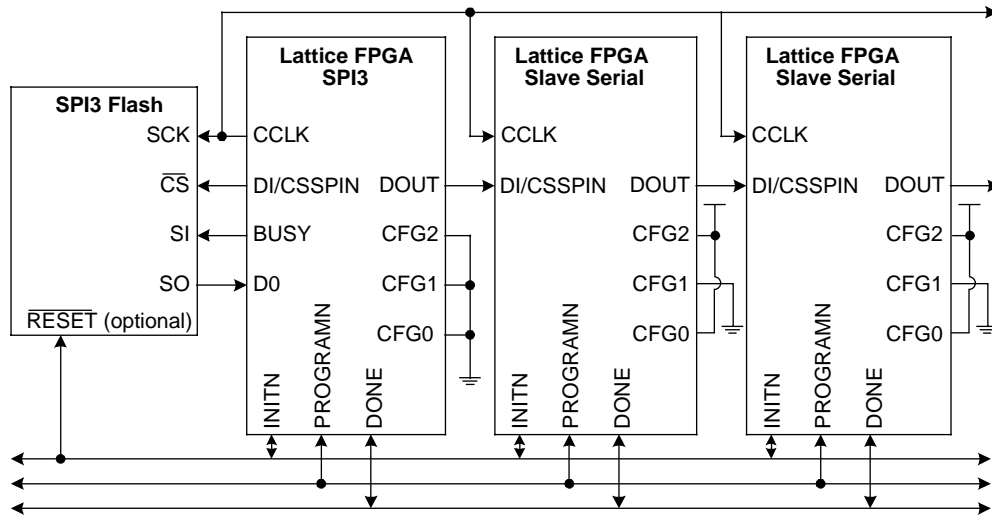 SPI3 Flash
SCK
CS
SI
SO
RESET (optional)
Lattice FPGA
SPI3
CCLK
DI/CSSPIN
BUSY
D0
DOUT
CFG2
CFG1
CFG0
INITN
PROGRAMN
DONE
Lattice FPGA
Slave Serial
CCLK
DI/CSSPIN
DOUT
CFG2
CFG1
CFG0
INITN
PROGRAMN
DONE
Lattice FPGA
Slave Serial
CCLK
DI/CSSPIN
DOUT
CFG2
CFG1
CFG0
INITN
PROGRAMN
DONE